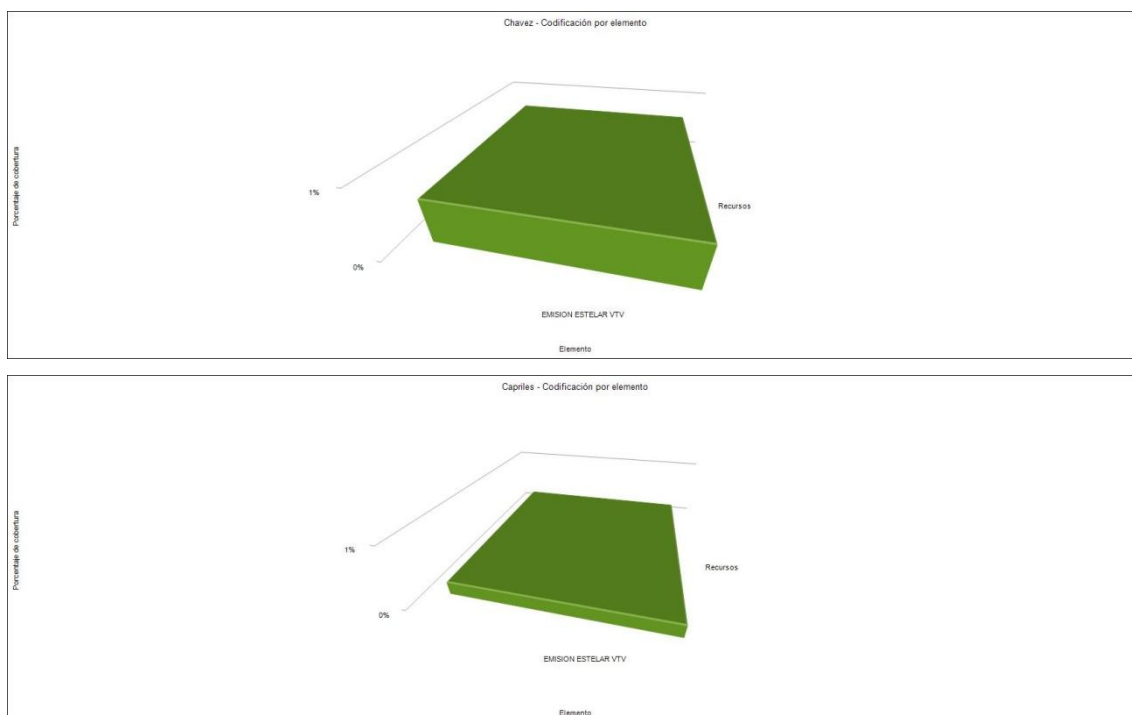 Chavez - Codificación por elemento
Porcentaje de cobertura
1%
Recursos
0%
EMISION ESTELAR VTV
Elemento
Capriles - Codificación por elemento
Porcentaje de cobertura
1%
Recursos
0%
EMISION ESTELAR VTV
Elemento